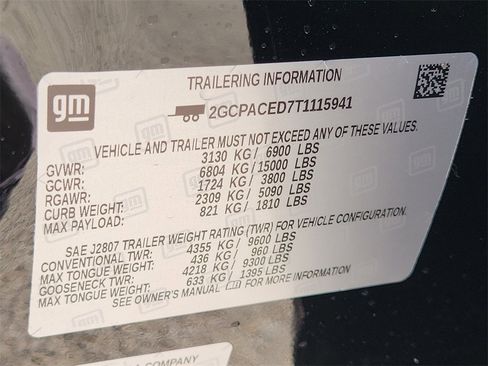 TRAILERING INFORMATION
gm
2GCPACED7T1115941
VEHICLE AND TRAILER MUST NOT EXCEED ANY OF THESE VALUES.
GVWR: 3130 KG / 6900 LBS
GCWR: 6804 KG / 15000 LBS
RGAWR: 1724 KG / 3800 LBS
CURB WEIGHT: 2309 KG / 5090 LBS
MAX PAYLOAD: 821 KG / 1810 LBS
SAE J2807 TRAILER WEIGHT RATING (TWR) FOR VEHICLE CONFIGURATION.
CONVENTIONAL TWR: 4355 KG / 9600 LBS
MAX TONGUE WEIGHT: 436 KG / 960 LBS
GOOSENECK TWR: 4218 KG / 9300 LBS
MAX TONGUE WEIGHT: 633 KG / 1395 LBS
SEE OWNER'S MANUAL FOR MORE INFORMATION
COMPANY